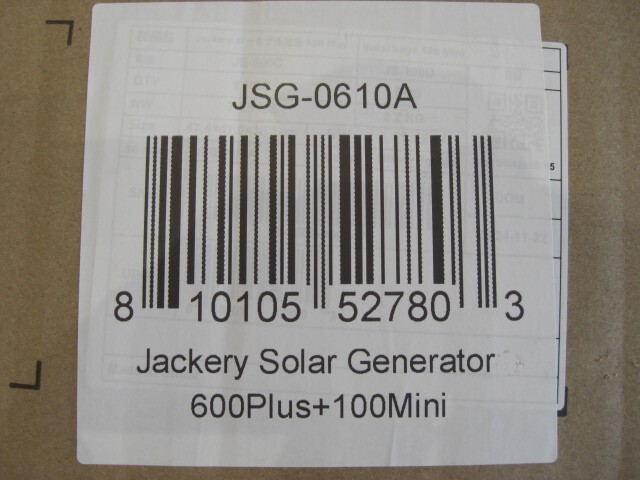 JSG-0610A
8 10105 52780 3
Jackery Solar Generator
600Plus+100Mini